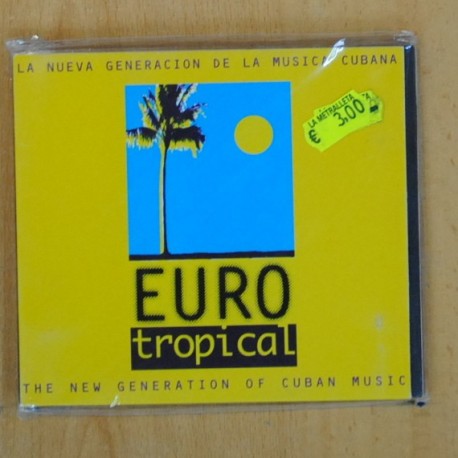 LA NUEVA GENERACION DE LA MUSICA CUBANA
LA METRALLETA
€ 3,00
EURO
tropical
THE NEW GENERATION OF CUBAN MUSIC